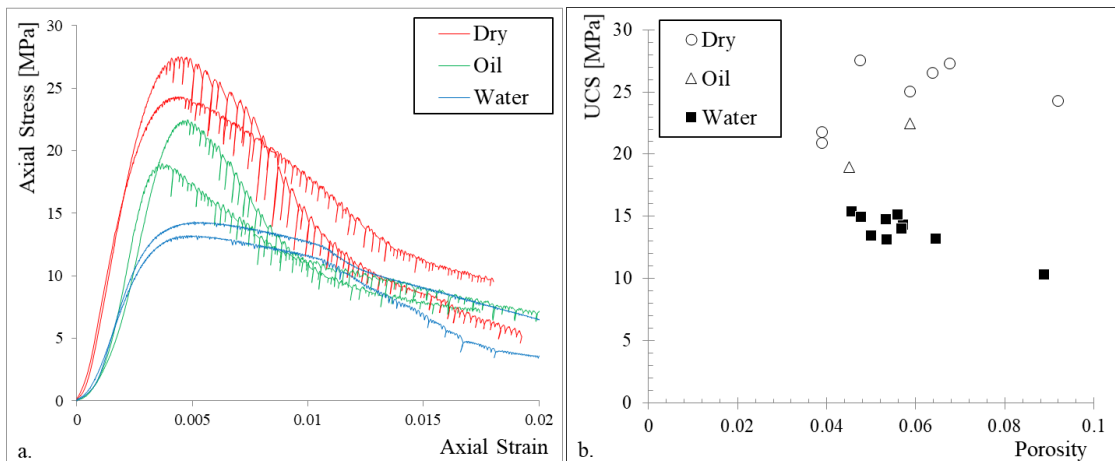 Axial Stress [MPa]
30
25
20
15
10
5
0
Dry
Oil
Water
0
0.005
0.01
0.015
0.02
Axial Strain
a.
UCS [MPa]
30
25
20
15
10
5
0
Dry
Oil
Water
0
0.02
0.04
0.06
0.08
0.1
Porosity
b.